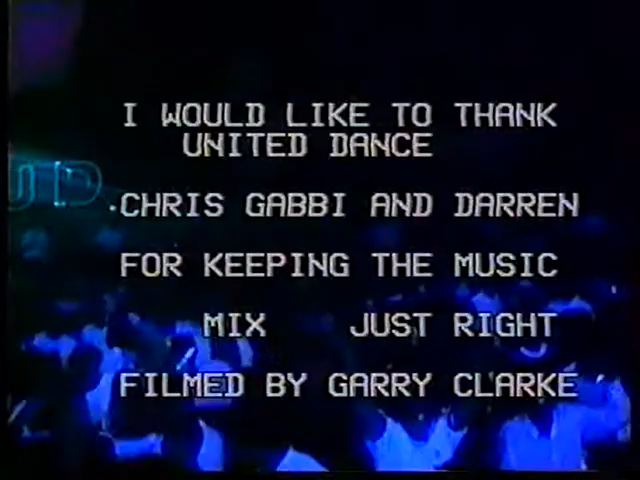 I WOULD LIKE TO THANK
UNITED DANCE
UD
.CHRIS GABBI AND DARREN
FOR KEEPING THE MUSIC
MIX JUST RIGHT
FILMED BY GARRY CLARKE